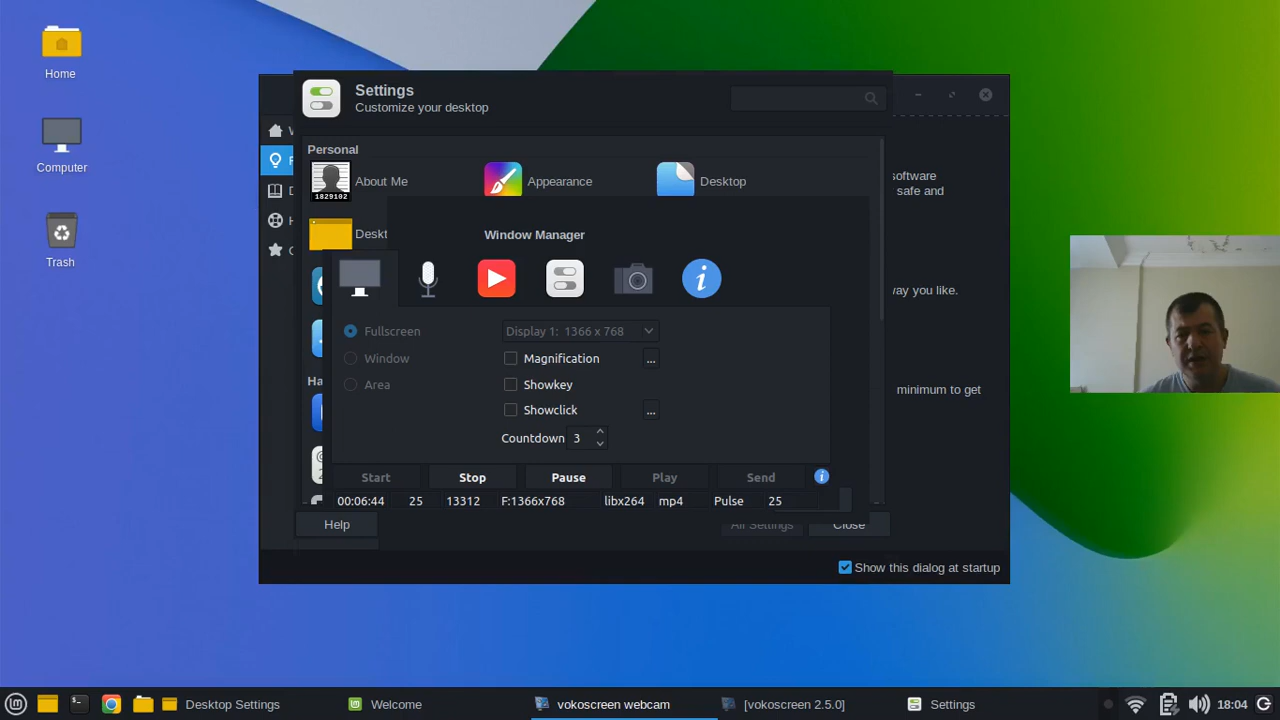 Home
Computer
Trash
Settings
Customize your desktop
Personal
About Me
1829102
Appearance
Desktop
Deskt
Window Manager
software
safe and
way you like.
minimum to get
Ha
Fullscreen
Window
Area
Display 1: 1366 x 768
Magnification
...
Showkey
Showclick
...
Countdown 3
Start Stop Pause Play Send
00:06:44 25 13312 F:1366x768 libx264 mp4 Pulse 25
Help
All Settings
Close
Show this dialog at startup
Desktop Settings
Welcome
vokoscreen webcam
[vokoscreen 2.5.0]
Settings
18:04